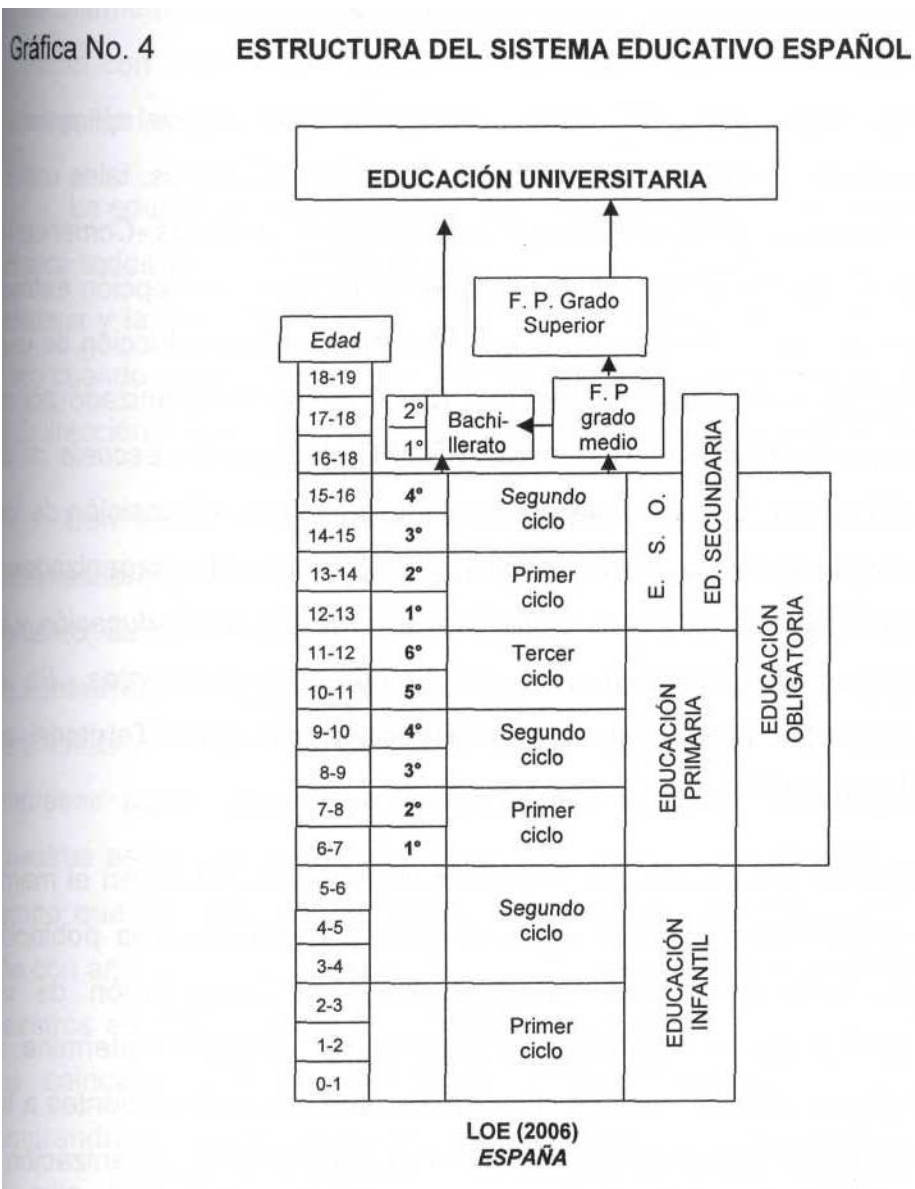 Gráfica No. 4 ESTRUCTURA DEL SISTEMA EDUCATIVO ESPAÑOL
EDUCACIÓN UNIVERSITARIA
F. P. Grado
Superior
Edad
18-19
17-18
16-18
2°
1°
Bachi-
llerato
F. P
grado
medio
15-16 4°
14-15 3°
Segundo
ciclo
13-14 2°
12-13 1°
Primer
ciclo
E. S. O.
ED. SECUNDARIA
11-12 6°
10-11 5°
Tercer
ciclo
9-10 4°
8-9 3°
Segundo
ciclo
7-8 2°
6-7 1°
Primer
ciclo
EDUCACIÓN
PRIMARIA
EDUCACIÓN
OBLIGATORIA
5-6
4-5
3-4
Segundo
ciclo
2-3
1-2
0-1
Primer
ciclo
EDUCACIÓN
INFANTIL
LOE (2006)
ESPAÑA